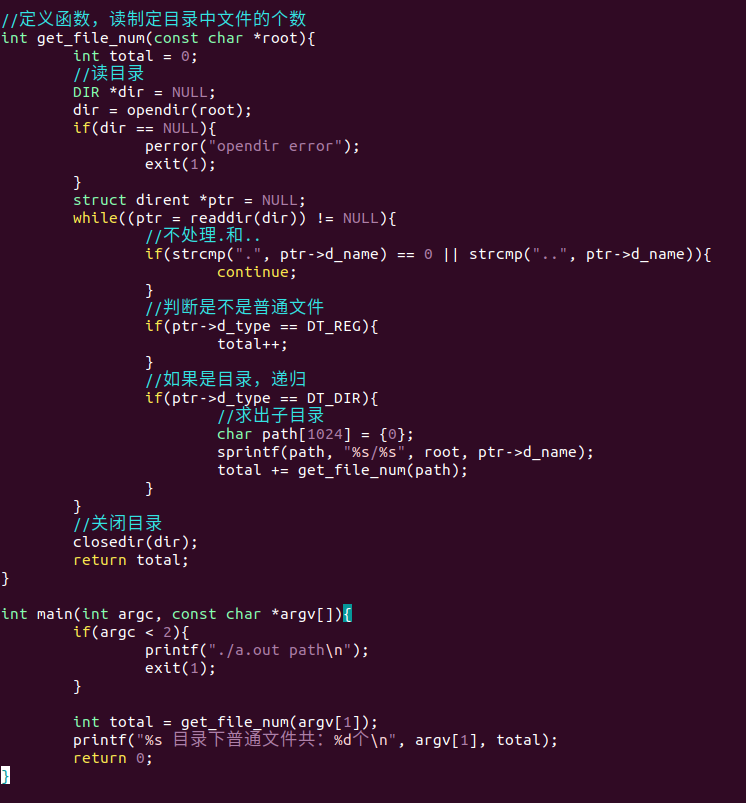 //定义函数，读制定目录中文件的个数
int get_file_num(const char *root){
        int total = 0;
        //读目录
        DIR *dir = NULL;
        dir = opendir(root);
        if(dir == NULL){
                perror("opendir error");
                exit(1);
        }
        struct dirent *ptr = NULL;
        while((ptr = readdir(dir)) != NULL){
                //不处理.和..
                if(strcmp(".", ptr->d_name) == 0 || strcmp("..", ptr->d_name)){
                        continue;
                }
                //判断是不是普通文件
                if(ptr->d_type == DT_REG){
                        total++;
                }
                //如果是目录，递归
                if(ptr->d_type == DT_DIR){
                        //求出子目录
                        char path[1024] = {0};
                        sprintf(path, "%s/%s", root, ptr->d_name);
                        total += get_file_num(path);
                }
        }
        //关闭目录
        closedir(dir);
        return total;
}

int main(int argc, const char *argv[]){
        if(argc < 2){
                printf("./a.out path\n");
                exit(1);
        }

        int total = get_file_num(argv[1]);
        printf("%s 目录下普通文件共：%d个\n", argv[1], total);
        return 0;
}